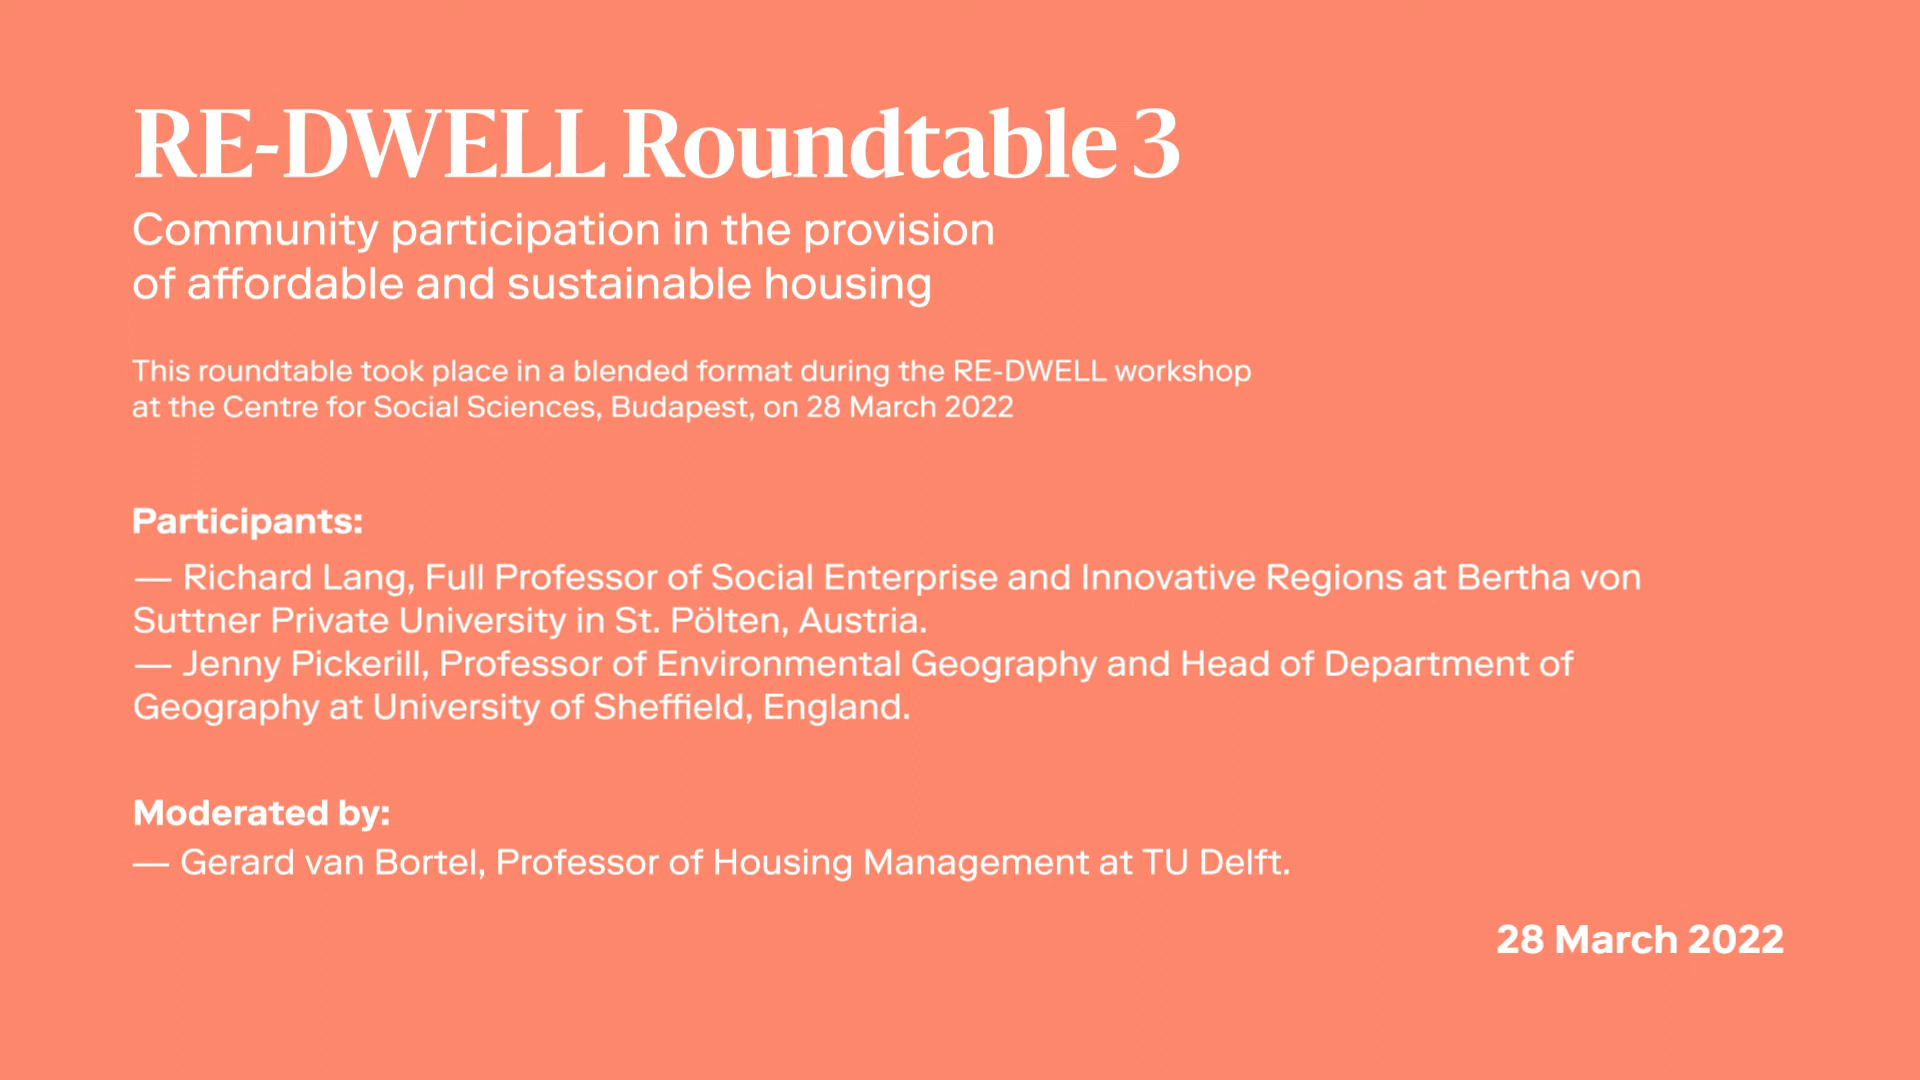 RE-DWELL Roundtable 3
Community participation in the provision
of affordable and sustainable housing
This roundtable took place in a blended format during the RE-DWELL workshop
at the Centre for Social Sciences, Budapest, on 28 March 2022
Participants:
— Richard Lang, Full Professor of Social Enterprise and Innovative Regions at Bertha von
Suttner Private University in St. Pölten, Austria.
— Jenny Pickerill, Professor of Environmental Geography and Head of Department of
Geography at University of Sheffield, England.
Moderated by:
— Gerard van Bortel, Professor of Housing Management at TU Delft.
28 March 2022